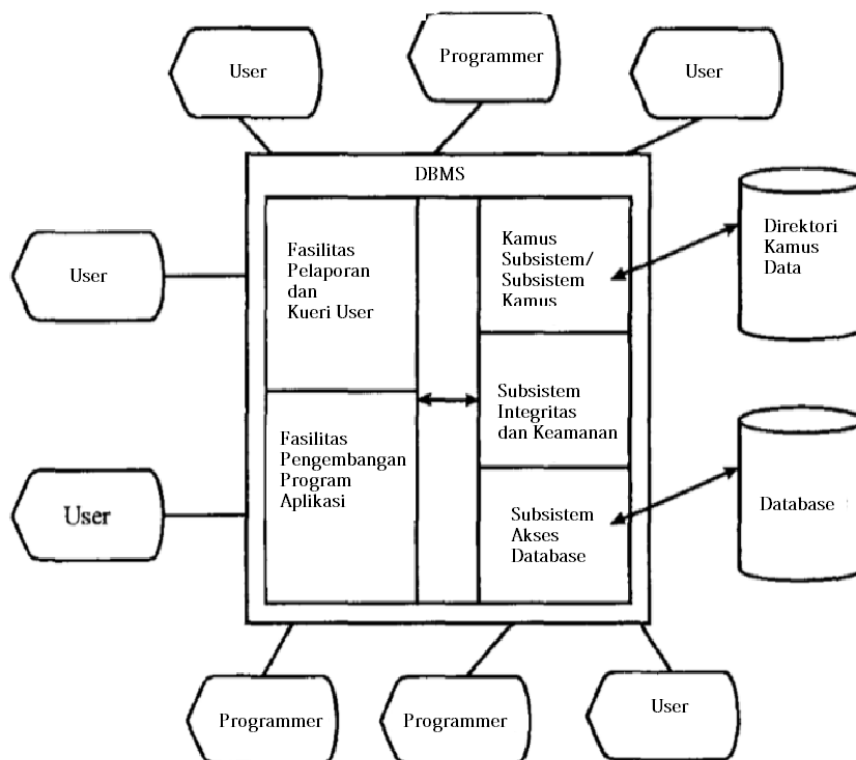 User
Programmer
User
DBMS
User
Fasilitas
Pelaporan
dan
Kueri User
Kamus
Subsistem/
Subsistem
Kamus
Direktori
Kamus
Data
Subsistem
Integritas
dan Keamanan
User
Fasilitas
Pengembangan
Program
Aplikasi
Subsistem
Akses
Database
Database
Programmer
Programmer
User